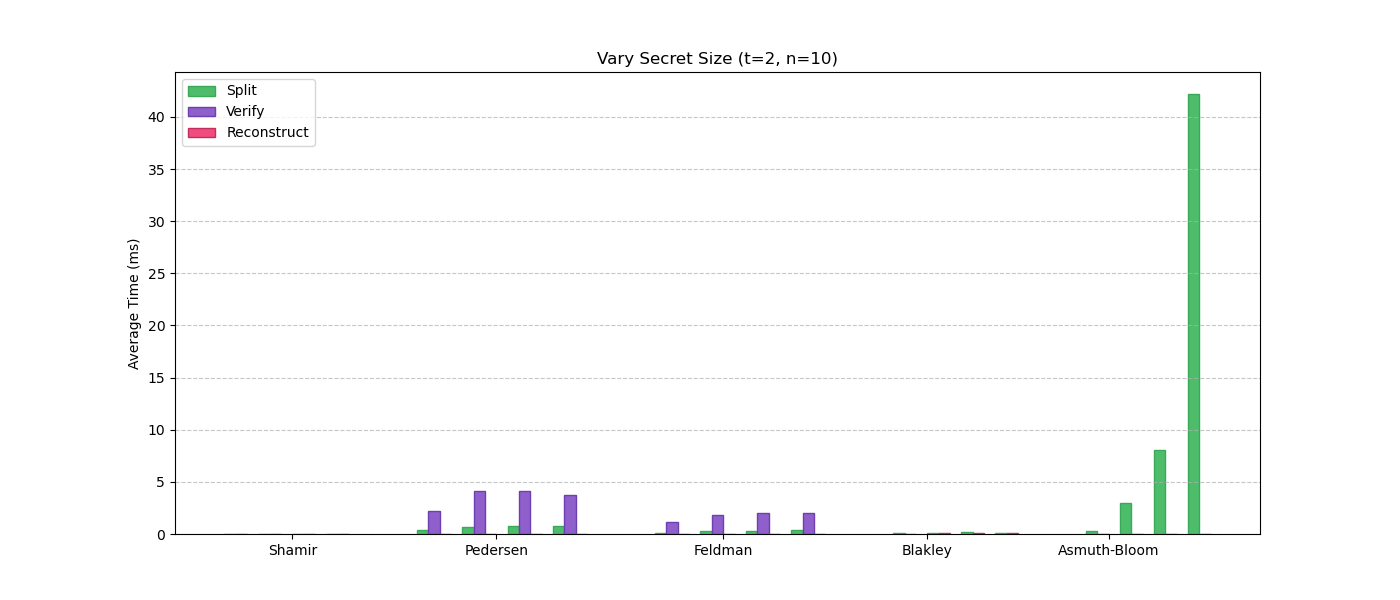 Vary Secret Size (t=2, n=10)
Split
Verify
Reconstruct
Average Time (ms)
40
35
30
25
20
15
10
5
0
Shamir
Pedersen
Feldman
Blakley
Asmuth-Bloom